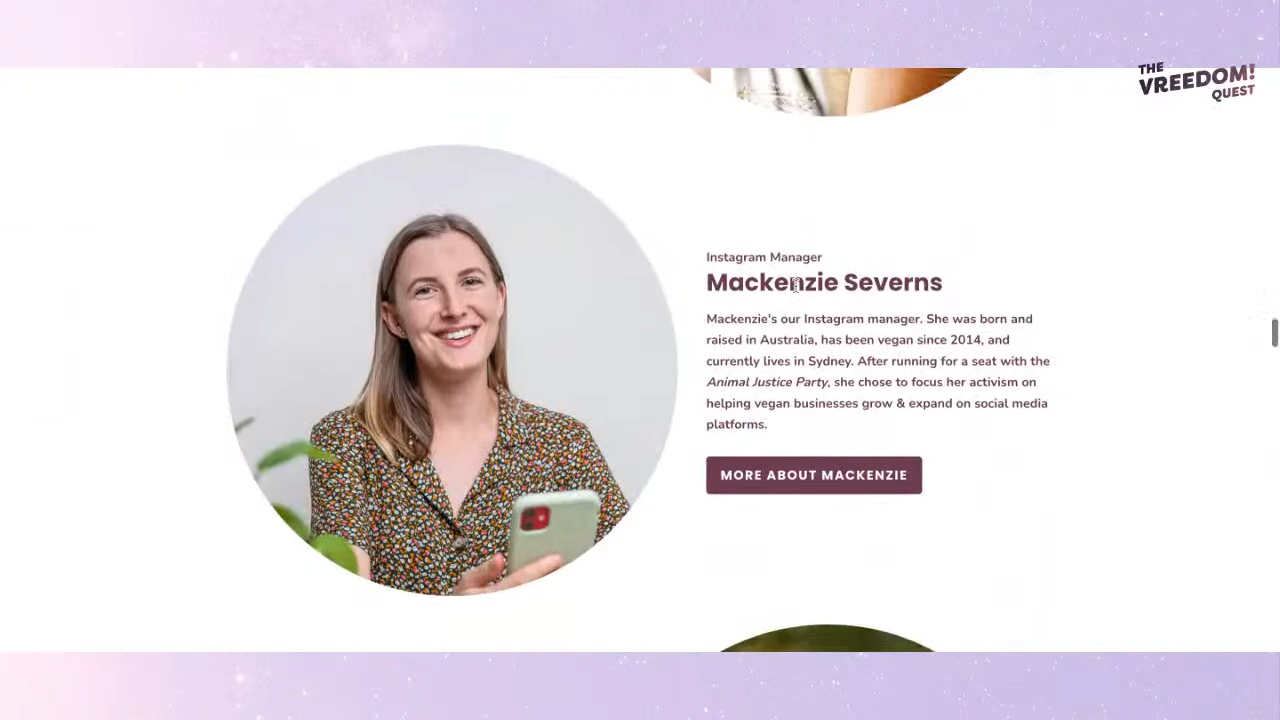 THE
VREEDOM!
QUEST
Instagram Manager
Mackenzie Severns
Mackenzie's our Instagram manager. She was born and
raised in Australia, has been vegan since 2014, and
currently lives in Sydney. After running for a seat with the
Animal Justice Party, she chose to focus her activism on
helping vegan businesses grow & expand on social media
platforms.
MORE ABOUT MACKENZIE